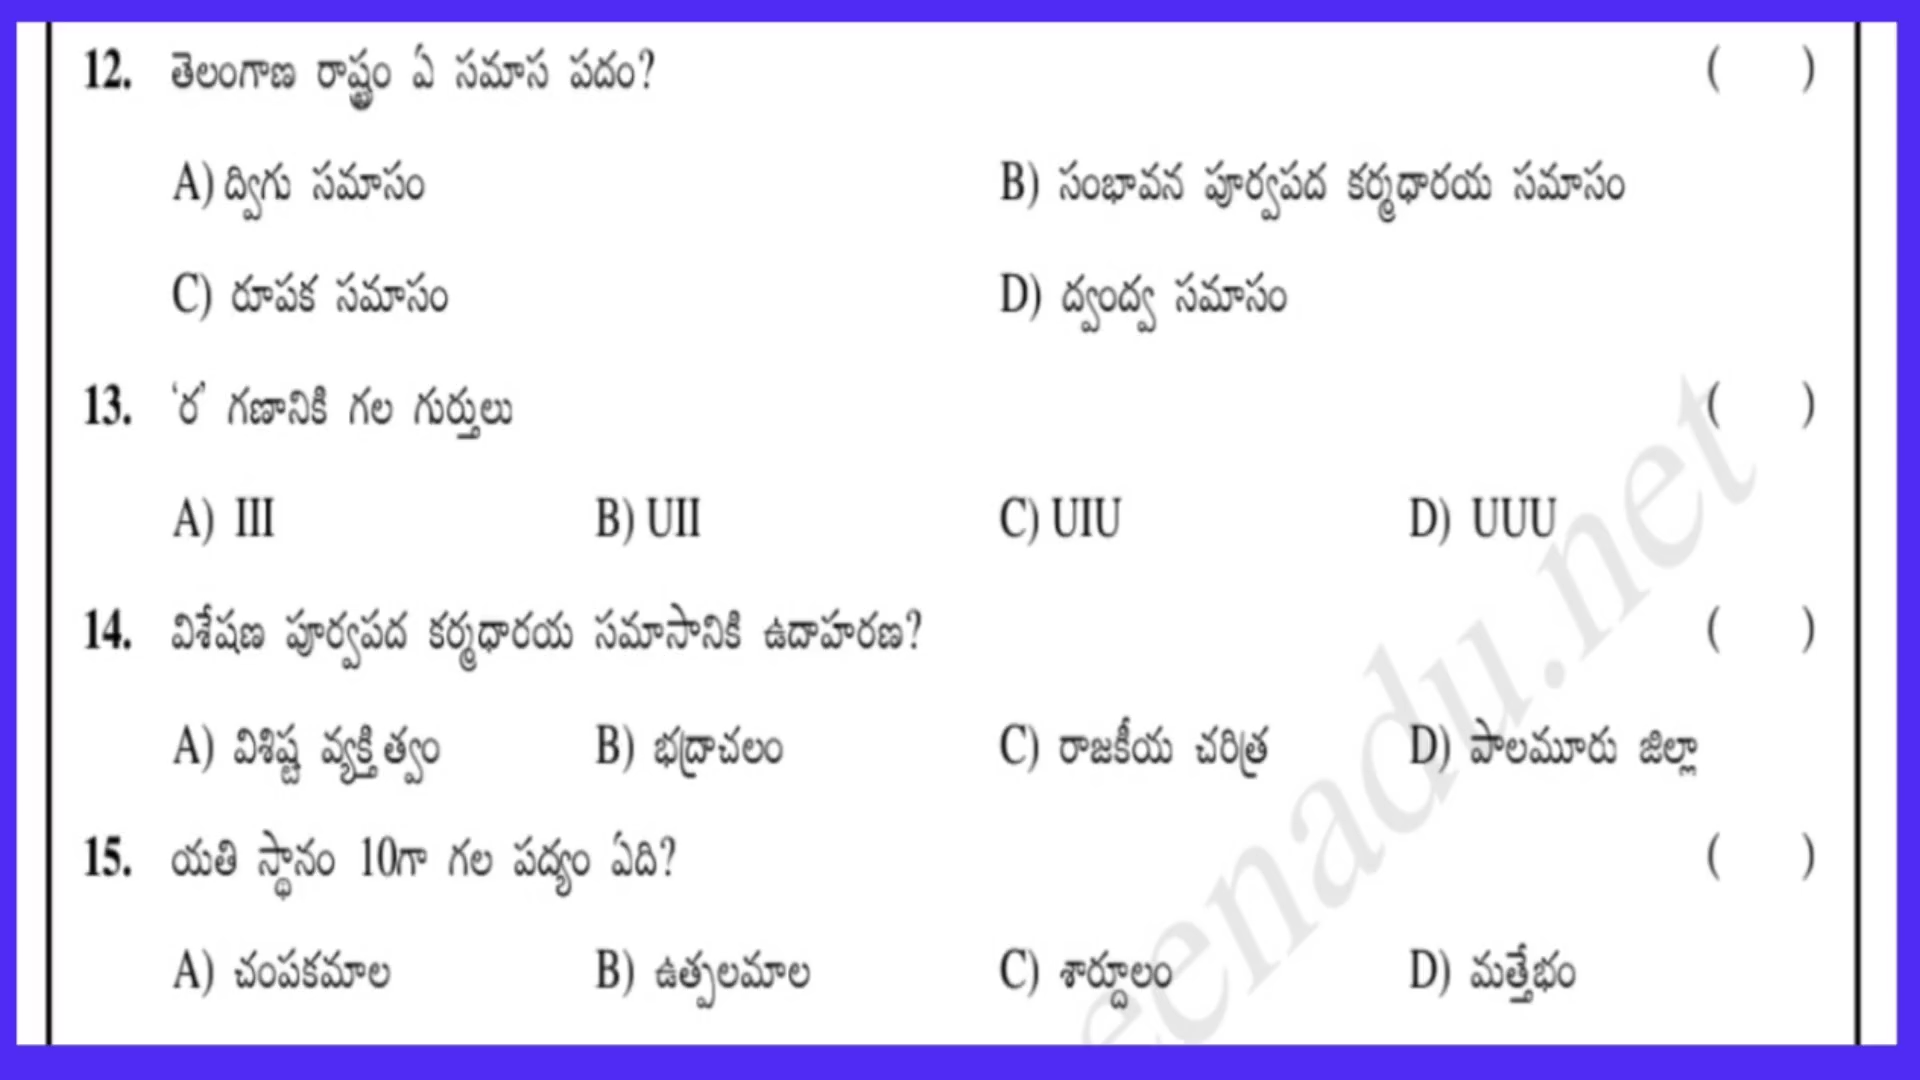 12. తెలంగాణ రాష్ట్రం ఏ సమాస పదం? ( )
A) ద్విగు సమాసం B) సంభావన పూర్వపద కర్మధారయ సమాసం
C) రూపక సమాసం D) ద్వంద్వ సమాసం
13. 'ర' గణానికి గల గుర్తులు ( )
A) III B) UII C) UIU D) UUU
14. విశేషణ పూర్వపద కర్మధారయ సమాసానికి ఉదాహరణ? ( )
A) విశిష్ట వ్యక్తిత్వం B) భద్రాచలం C) రాజకీయ చరిత్ర D) పాలమూరు జిల్లా
15. యతి స్థానం 10గా గల పద్యం ఏది? ( )
A) చంపకమాల B) ఉత్పలమాల C) శార్దూలం D) మత్తేభం
eenadu.net